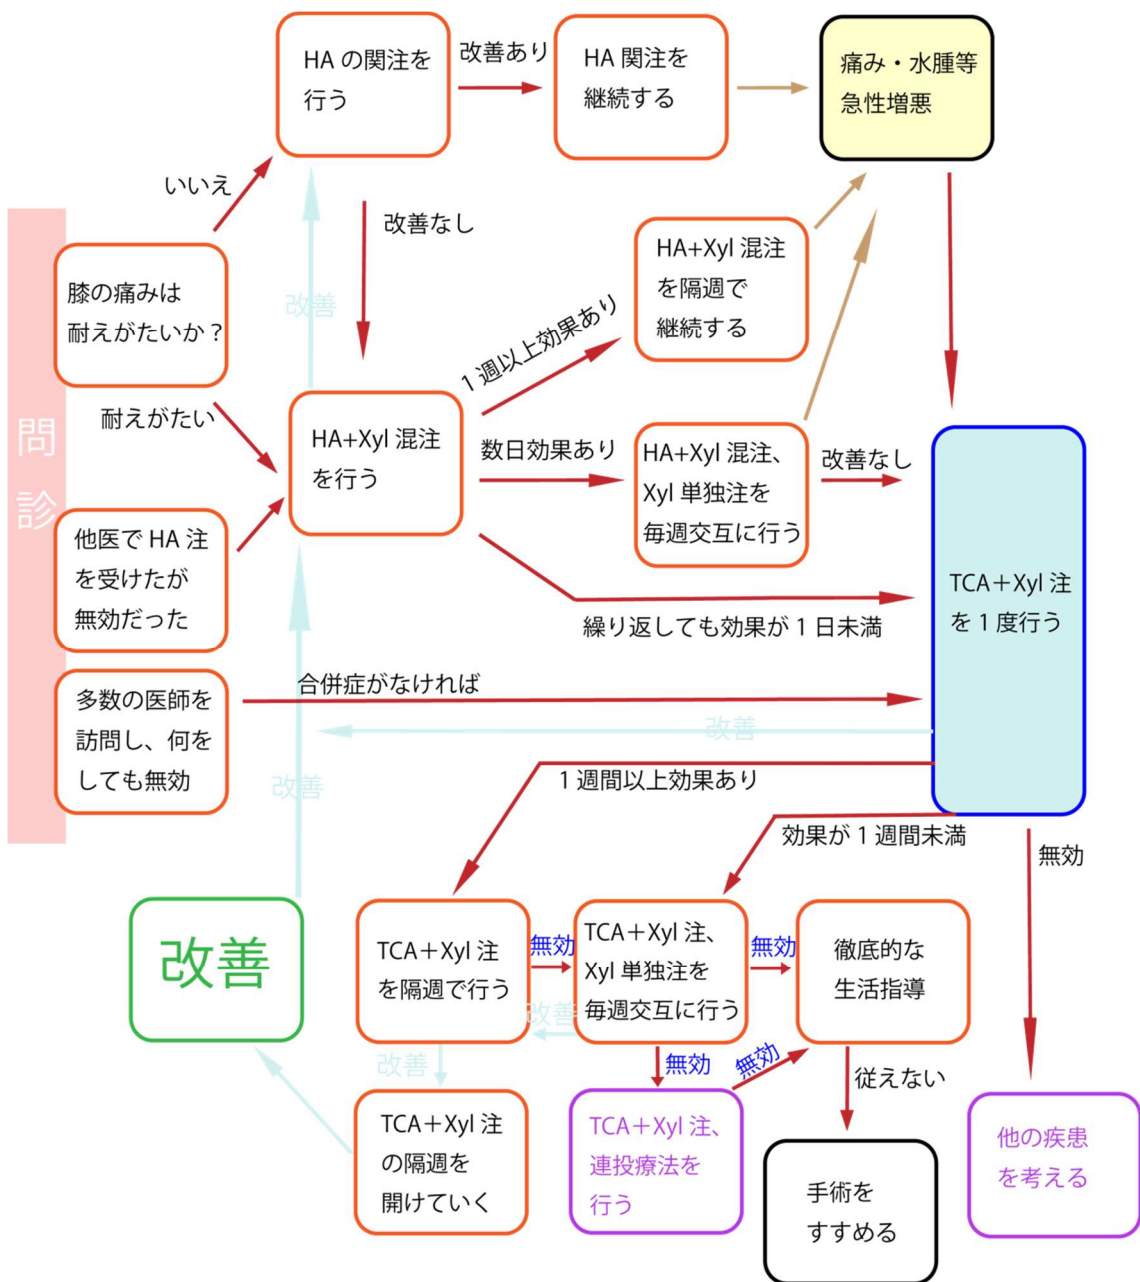 HA の関注を
行う
改善あり
HA 関注を
継続する
痛み・水腫等
急性増悪
いいえ
改善なし
問診
膝の痛みは
耐えがたいか？
改善
HA+Xyl 混注
を隔週で
継続する
1 週以上効果あり
耐えがたい
HA+Xyl 混注
を行う
数日効果あり
HA+Xyl 混注、
Xyl 単独注を
毎週交互に行う
改善なし
他医で HA 注
を受けたが
無効だった
TCA＋Xyl 注
を 1 度行う
繰り返しても効果が 1 日未満
多数の医師を
訪問し、何を
しても無効
合併症がなければ
改善
改善
1 週間以上効果あり
効果が 1 週間未満
無効
改善
TCA＋Xyl 注
を隔週で行う
無効
TCA＋Xyl 注、
Xyl 単独注を
毎週交互に行う
無効
徹底的な
生活指導
改善
改善
無効
無効
従えない
TCA＋Xyl 注
の隔週を
開けていく
TCA＋Xyl 注、
連投療法を
行う
手術を
すすめる
他の疾患
を考える